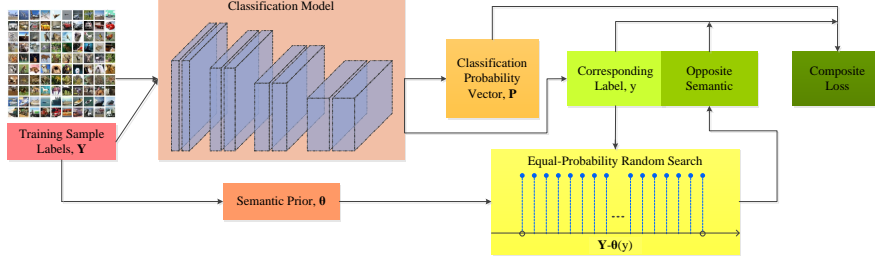 Classification Model
Training Sample
Labels, Y
Classification
Probability
Vector, P
Corresponding
Label, y
Opposite
Semantic
Composite
Loss
Semantic Prior, θ
Equal-Probability Random Search
...
Y-θ(y)